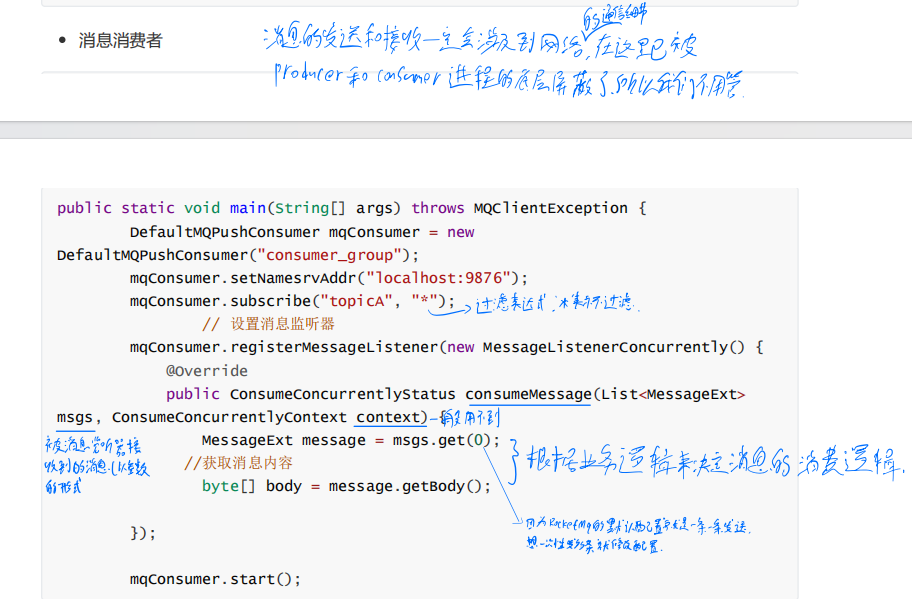 的通信细节
消息的发送和接收一定会涉及到网络,在这里已被
• 消息消费者
producer和consumer进程的底层屏蔽了,所以我们不用管.
public static void main(String[] args) throws MQClientException {
DefaultMQPushConsumer mqConsumer = new
DefaultMQPushConsumer("consumer_group");
mqConsumer.setNamesrvAddr("localhost:9876");
mqConsumer.subscribe("topicA", "*"); 过滤表达式,*表示不过滤.
// 设置消息监听器
mqConsumer.registerMessageListener(new MessageListenerConcurrently() {
@Override
public ConsumeConcurrentlyStatus consumeMessage(List<MessageExt>
msgs, ConsumeConcurrentlyContext context) { 一般用不到
被消息监听器接
收到的消息,以参数
的形式
MessageExt message = msgs.get(0);
//获取消息内容
byte[] body = message.getBody();
根据业务逻辑来决定消息的消费逻辑.
因为RocketMQ的默认配置就是一条一条发送.
想一次性发多条就修改配置.
});
mqConsumer.start();